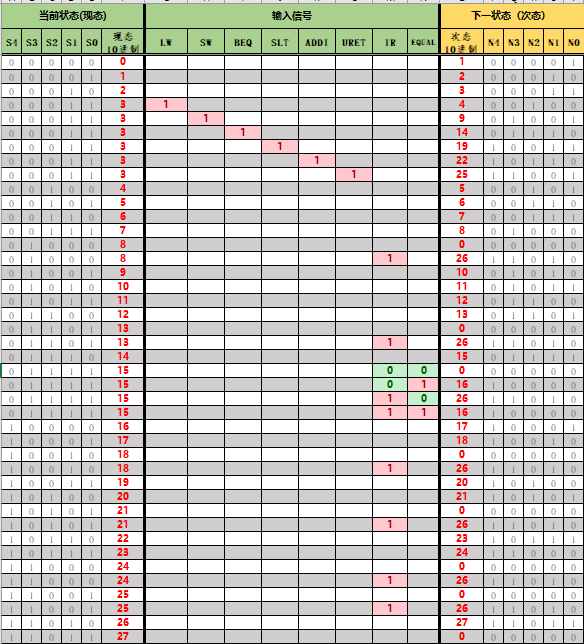 当前状态(现态) 输入信号 下一状态（次态）
S4 S3 S2 S1 S0 现态 10进制 LW SW BEQ SLT ADDI URET IR EQUAL 次态 10进制 N4 N3 N2 N1 N0
0 0 0 0 0 0 1 0 0 0 0 1
0 0 0 0 1 1 2 0 0 0 1 0
0 0 0 1 0 2 3 0 0 0 1 1
0 0 0 1 1 3 1 4 0 0 1 0 0
0 0 0 1 1 3 1 9 0 1 0 0 1
0 0 0 1 1 3 1 14 0 1 1 1 0
0 0 0 1 1 3 1 19 1 0 0 1 1
0 0 0 1 1 3 1 22 1 0 1 1 0
0 0 0 1 1 3 1 25 1 1 0 0 1
0 0 1 0 0 4 5 0 0 1 0 1
0 0 1 0 1 5 6 0 0 1 1 0
0 0 1 1 0 6 7 0 0 1 1 1
0 0 1 1 1 7 8 0 1 0 0 0
0 1 0 0 0 8 0 0 0 0 0 0
0 1 0 0 0 8 1 26 1 1 0 1 0
0 1 0 0 1 9 10 0 1 0 1 0
0 1 0 1 0 10 11 0 1 0 1 1
0 1 0 1 1 11 12 0 1 1 0 0
0 1 1 0 0 12 13 0 1 1 0 1
0 1 1 0 1 13 0 0 0 0 0 0
0 1 1 0 1 13 1 26 1 1 0 1 0
0 1 1 1 0 14 15 0 1 1 1 1
0 1 1 1 1 15 0 0 0 0 0 0 0 0
0 1 1 1 1 15 0 1 16 1 0 0 0 0
0 1 1 1 1 15 1 0 26 1 1 0 1 0
0 1 1 1 1 15 1 1 16 1 0 0 0 0
1 0 0 0 0 16 17 1 0 0 0 1
1 0 0 0 1 17 18 1 0 0 1 0
1 0 0 1 0 18 0 0 0 0 0 0
1 0 0 1 0 18 1 26 1 1 0 1 0
1 0 0 1 1 19 20 1 0 1 0 0
1 0 1 0 0 20 21 1 0 1 0 1
1 0 1 0 1 21 0 0 0 0 0 0
1 0 1 0 1 21 1 26 1 1 0 1 0
1 0 1 1 0 22 23 1 0 1 1 1
1 0 1 1 1 23 24 1 1 0 0 0
1 1 0 0 0 24 0 0 0 0 0 0
1 1 0 0 0 24 1 26 1 1 0 1 0
1 1 0 0 1 25 0 0 0 0 0 0
1 1 0 0 1 25 1 26 1 1 0 1 0
1 1 0 1 0 26 27 1 1 0 1 1
1 1 0 1 1 27 0 0 0 0 0 0